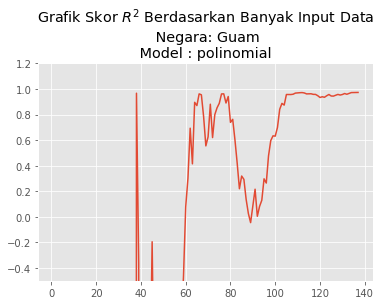 Grafik Skor R² Berdasarkan Banyak Input Data
Negara: Guam
Model : polinomial
1.2
1.0
0.8
0.6
0.4
0.2
0.0
−0.2
−0.4
0 20 40 60 80 100 120 140